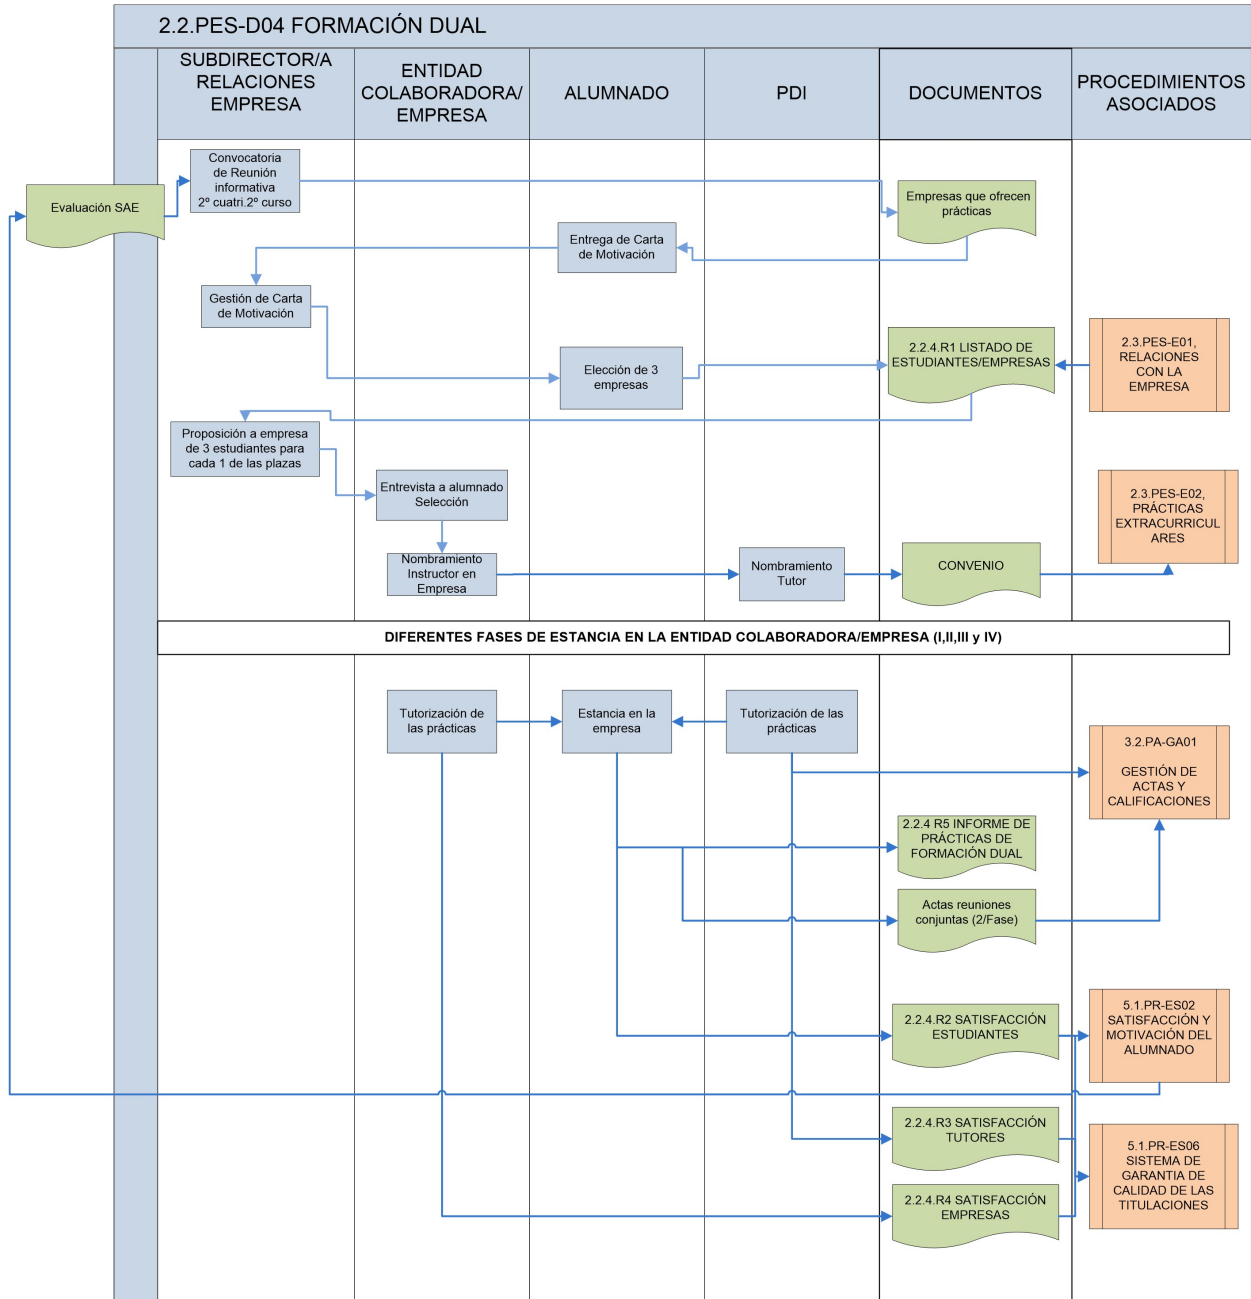 2.2.PES-D04 FORMACIÓN DUAL
SUBDIRECTOR/A
RELACIONES
EMPRESA
ENTIDAD
COLABORADORA/
EMPRESA
ALUMNADO
PDI
DOCUMENTOS
PROCEDIMIENTOS
ASOCIADOS
Evaluación SAE
Convocatoria
de Reunión
informativa
2º cuatri.2º curso
Empresas que ofrecen
prácticas
Entrega de Carta
de Motivación
Gestión de Carta
de Motivación
Elección de 3
empresas
2.2.4.R1 LISTADO DE
ESTUDIANTES/EMPRESAS
2.3.PES-E01,
RELACIONES
CON LA
EMPRESA
Proposición a empresa
de 3 estudiantes para
cada 1 de las plazas
Entrevista a alumnado
Selección
2.3.PES-E02,
PRÁCTICAS
EXTRACURRICUL
ARES
Nombramiento
Instructor en
Empresa
Nombramiento
Tutor
CONVENIO
DIFERENTES FASES DE ESTANCIA EN LA ENTIDAD COLABORADORA/EMPRESA (I,II,III y IV)
Tutorización de
las prácticas
Estancia en la
empresa
Tutorización de las
prácticas
3.2.PA-GA01
GESTIÓN DE
ACTAS Y
CALIFICACIONES
2.2.4 R5 INFORME DE
PRÁCTICAS DE
FORMACIÓN DUAL
Actas reuniones
conjuntas (2/Fase)
2.2.4.R2 SATISFACCIÓN
ESTUDIANTES
5.1.PR-ES02
SATISFACCIÓN Y
MOTIVACIÓN DEL
ALUMNADO
2.2.4.R3 SATISFACCIÓN
TUTORES
5.1.PR-ES06
SISTEMA DE
GARANTIA DE
CALIDAD DE LAS
TITULACIONES
2.2.4.R4 SATISFACCIÓN
EMPRESAS